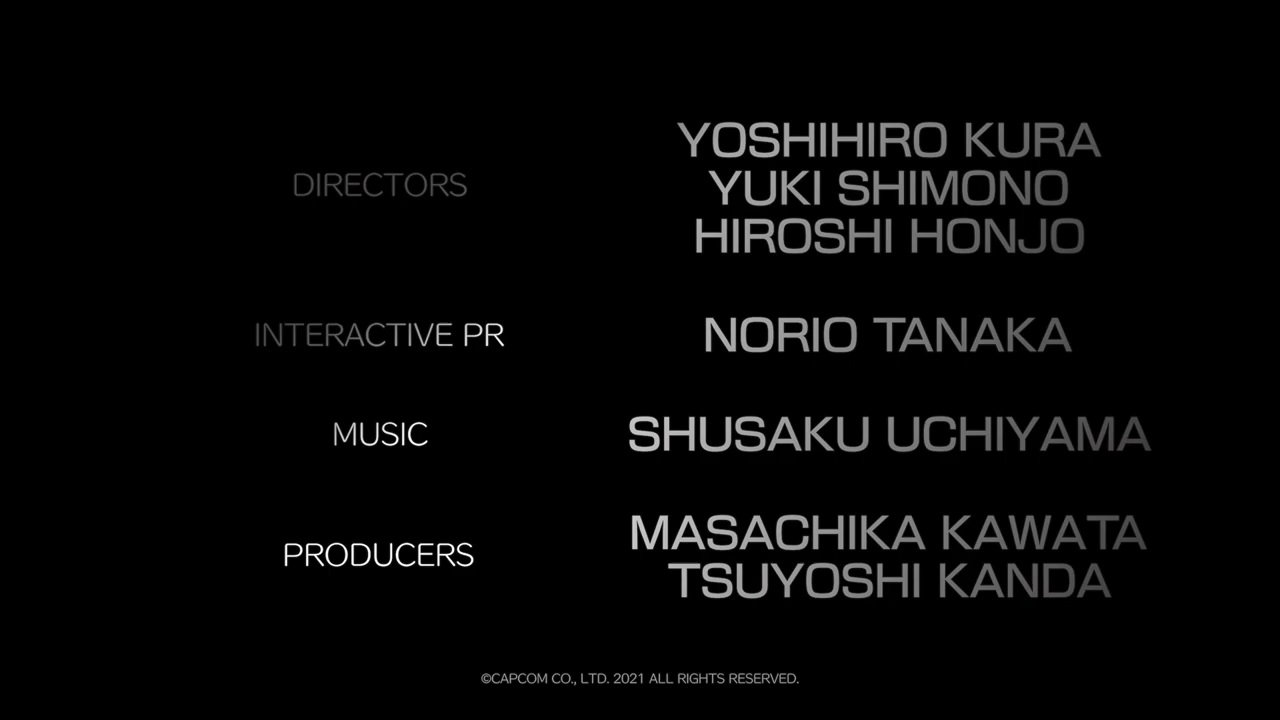 DIRECTORS
YOSHIHIRO KURA
YUKI SHIMONO
HIROSHI HONJO
INTERACTIVE PR
NORIO TANAKA
MUSIC
SHUSAKU UCHIYAMA
PRODUCERS
MASACHIKA KAWATA
TSUYOSHI KANDA
©CAPCOM CO., LTD. 2021 ALL RIGHTS RESERVED.